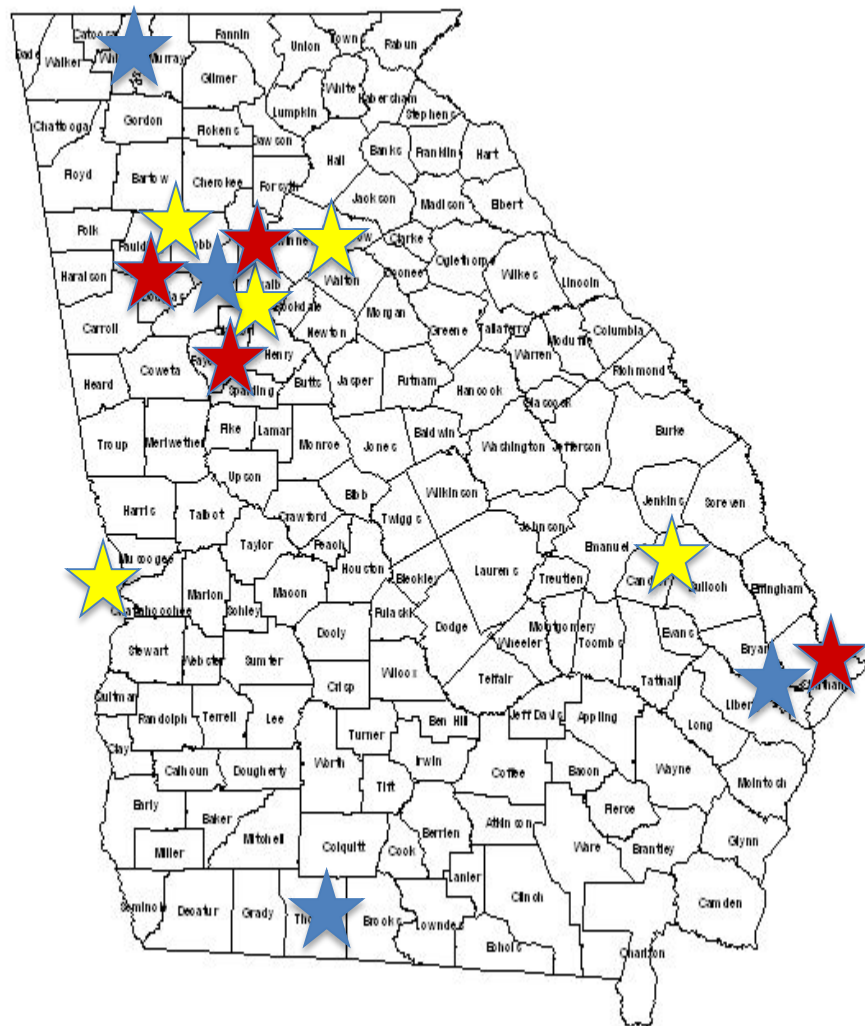 Fannin
Union
Rabun
Walker
Murray
Gilmer
White
Habersham
Stephens
Lumpkin
Chattooga
Gordon
Pickens
Dawson
Hall
Banks
Franklin
Hart
Floyd
Bartow
Cherokee
Forsyth
Jackson
Madison
Elbert
Polk
Clarke
Oconee
Oglethorpe
Wilkes
Lincoln
Haralson
Walton
Carroll
Newton
Morgan
Greene
Taliaferro
Columbia
Warren
Richmond
Heard
Coweta
Henry
Butts
Jasper
Putnam
Hancock
Glascock
Spalding
Troup
Meriwether
Pike
Lamar
Monroe
Jones
Baldwin
Washington
Jefferson
Burke
Upson
Bibb
Wilkinson
Jenkins
Screven
Harris
Talbot
Crawford
Twiggs
Johnson
Emanuel
Taylor
Peach
Houston
Laurens
Muscogee
Bleckley
Treutlen
Effingham
Marion
Macon
Schley
Pulaski
Dodge
Montgomery
Wheeler
Toombs
Evans
Stewart
Webster
Sumter
Dooly
Wilcox
Telfair
Tattnall
Quitman
Randolph
Terrell
Lee
Crisp
Ben Hill
Jeff Davis
Appling
Long
Clay
Turner
Irwin
Coffee
Bacon
Wayne
McIntosh
Calhoun
Dougherty
Worth
Tift
Pierce
Early
Baker
Mitchell
Colquitt
Cook
Berrien
Atkinson
Ware
Brantley
Glynn
Miller
Lanier
Clinch
Camden
Seminole
Decatur
Grady
Brooks
Lowndes
Echols
Charlton